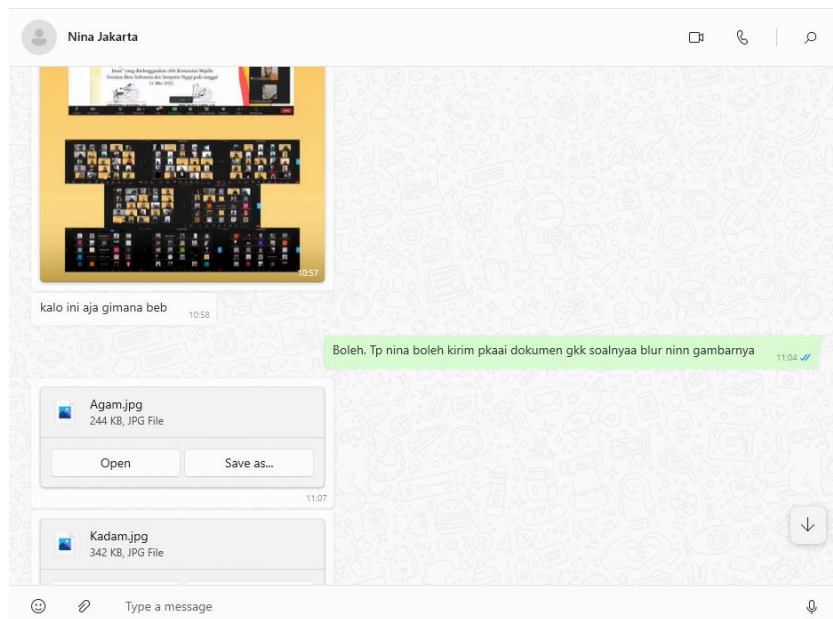 Nina Jakarta
10:57
kalo ini aja gimana beb
10:58
Boleh. Tp nina boleh kirim pkaai dokumen gkk soalnyaa blur ninn gambarnya
11:04
Agam.jpg
244 KB, JPG File
Open
Save as...
11:07
Kadam.jpg
342 KB, JPG File
Type a message